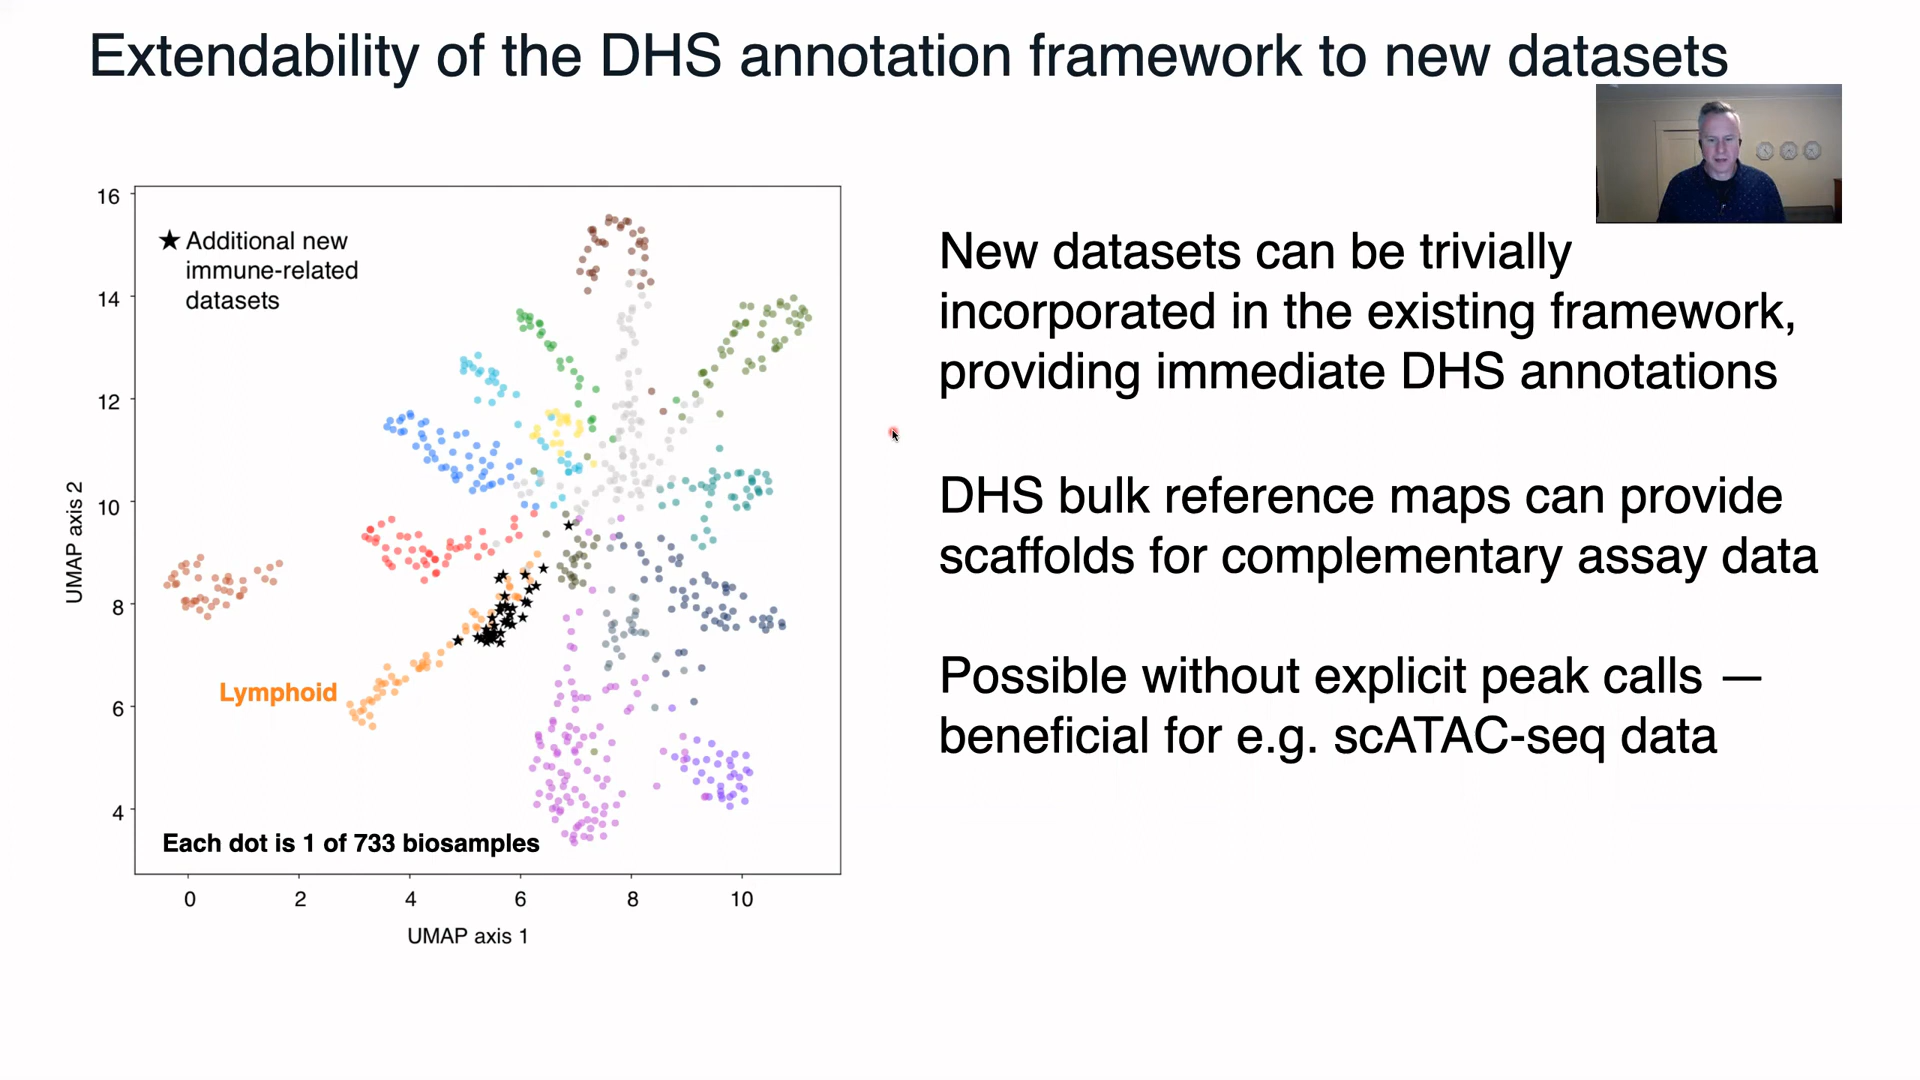 Extendability of the DHS annotation framework to new datasets
16
14
12
10
8
6
4
UMAP axis 2
★ Additional new
immune-related
datasets
Lymphoid
Each dot is 1 of 733 biosamples
0 2 4 6 8 10
UMAP axis 1
New datasets can be trivially
incorporated in the existing framework,
providing immediate DHS annotations
DHS bulk reference maps can provide
scaffolds for complementary assay data
Possible without explicit peak calls —
beneficial for e.g. scATAC-seq data